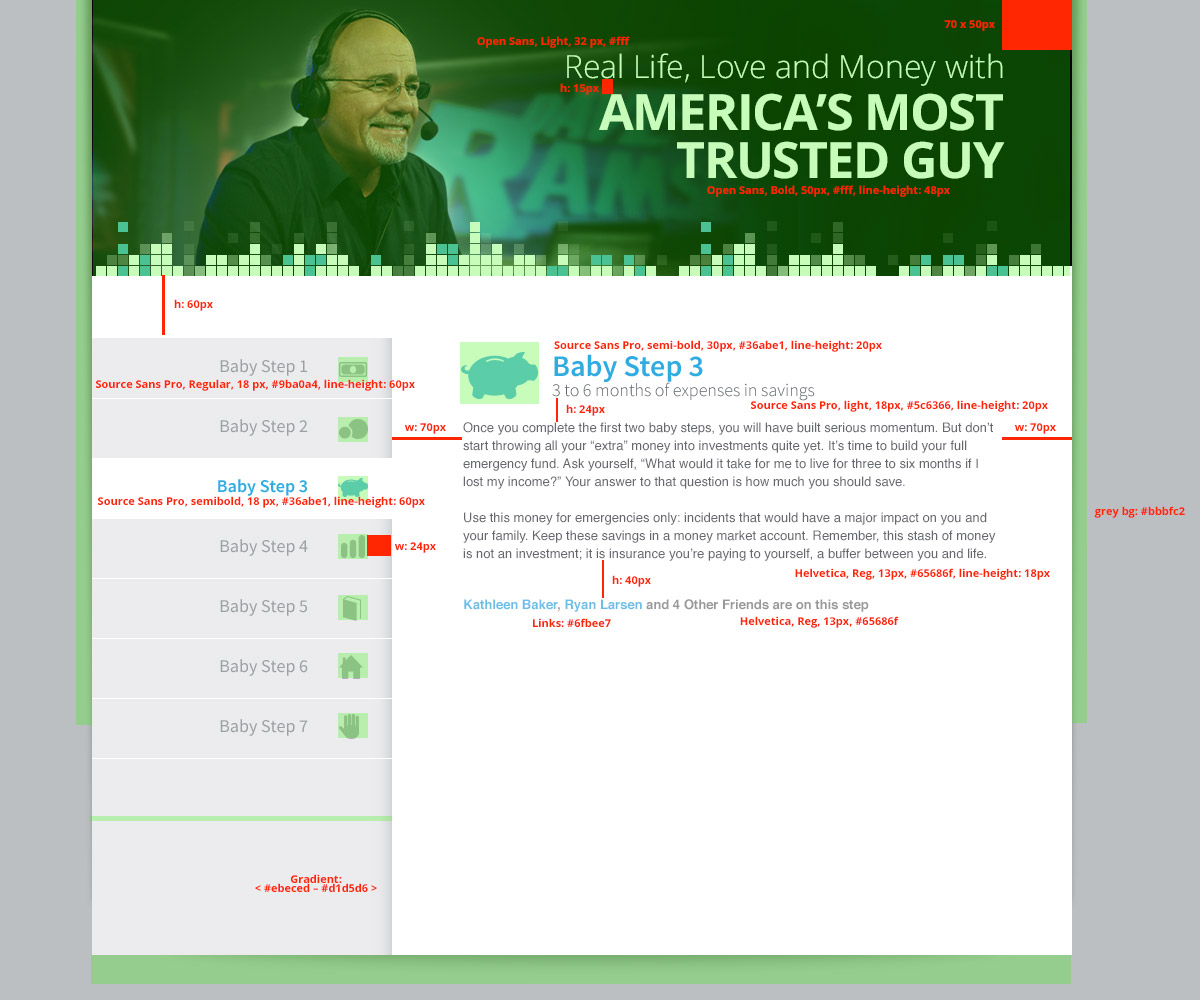 70 x 50px
Open Sans, Light, 32 px, #fff
Real Life, Love and Money with
h: 15px
AMERICA’S MOST
TRUSTED GUY
Open Sans, Bold, 50px, #fff, line-height: 48px
RAMS
h: 60px
Baby Step 1
Source Sans Pro, Regular, 18 px, #9ba0a4, line-height: 60px
Baby Step 2
Baby Step 3
Source Sans Pro, semibold, 18 px, #36abe1, line-height: 60px
Baby Step 4
w: 24px
Baby Step 5
Baby Step 6
Baby Step 7
Gradient:
< #ebeced – #d1d5d6 >
Source Sans Pro, semi-bold, 30px, #36abe1, line-height: 20px
Baby Step 3
3 to 6 months of expenses in savings
h: 24px
Source Sans Pro, light, 18px, #5c6366, line-height: 20px
w: 70px
w: 70px
Once you complete the first two baby steps, you will have built serious momentum. But don’t
start throwing all your “extra” money into investments quite yet. It’s time to build your full
emergency fund. Ask yourself, “What would it take for me to live for three to six months if I
lost my income?” Your answer to that question is how much you should save.
Use this money for emergencies only: incidents that would have a major impact on you and
your family. Keep these savings in a money market account. Remember, this stash of money
is not an investment; it is insurance you’re paying to yourself, a buffer between you and life.
h: 40px
Helvetica, Reg, 13px, #65686f, line-height: 18px
Kathleen Baker, Ryan Larsen and 4 Other Friends are on this step
Links: #6fbee7
Helvetica, Reg, 13px, #65686f
grey bg: #bbbfc2